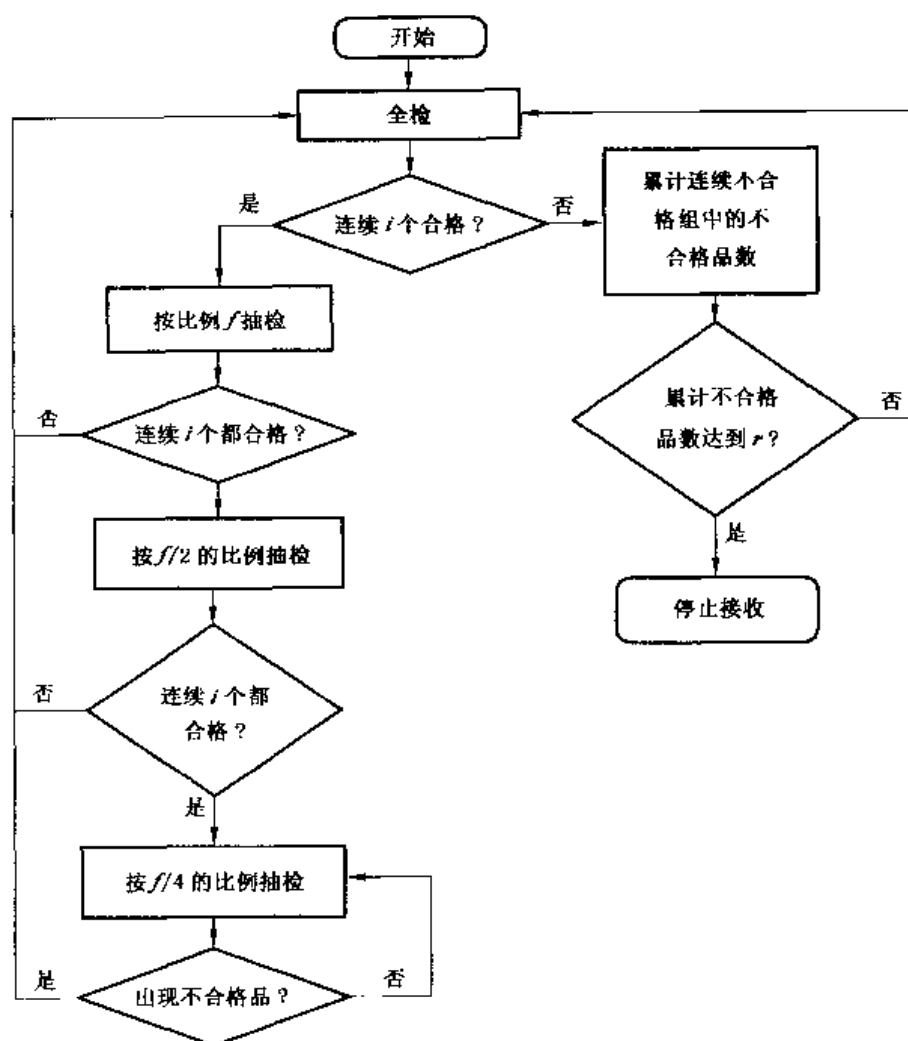 开始
全检
连续 i 个合格？
是
否
累计连续不合
格组中的不
合格品数
按比例 f 抽检
连续 i 个都合格？
否
累计不合格
品数达到 r？
否
是
停止接收
按 f/2 的比例抽检
连续 i 个都
合格？
否
是
按 f/4 的比例抽检
出现不合格品？
是
否